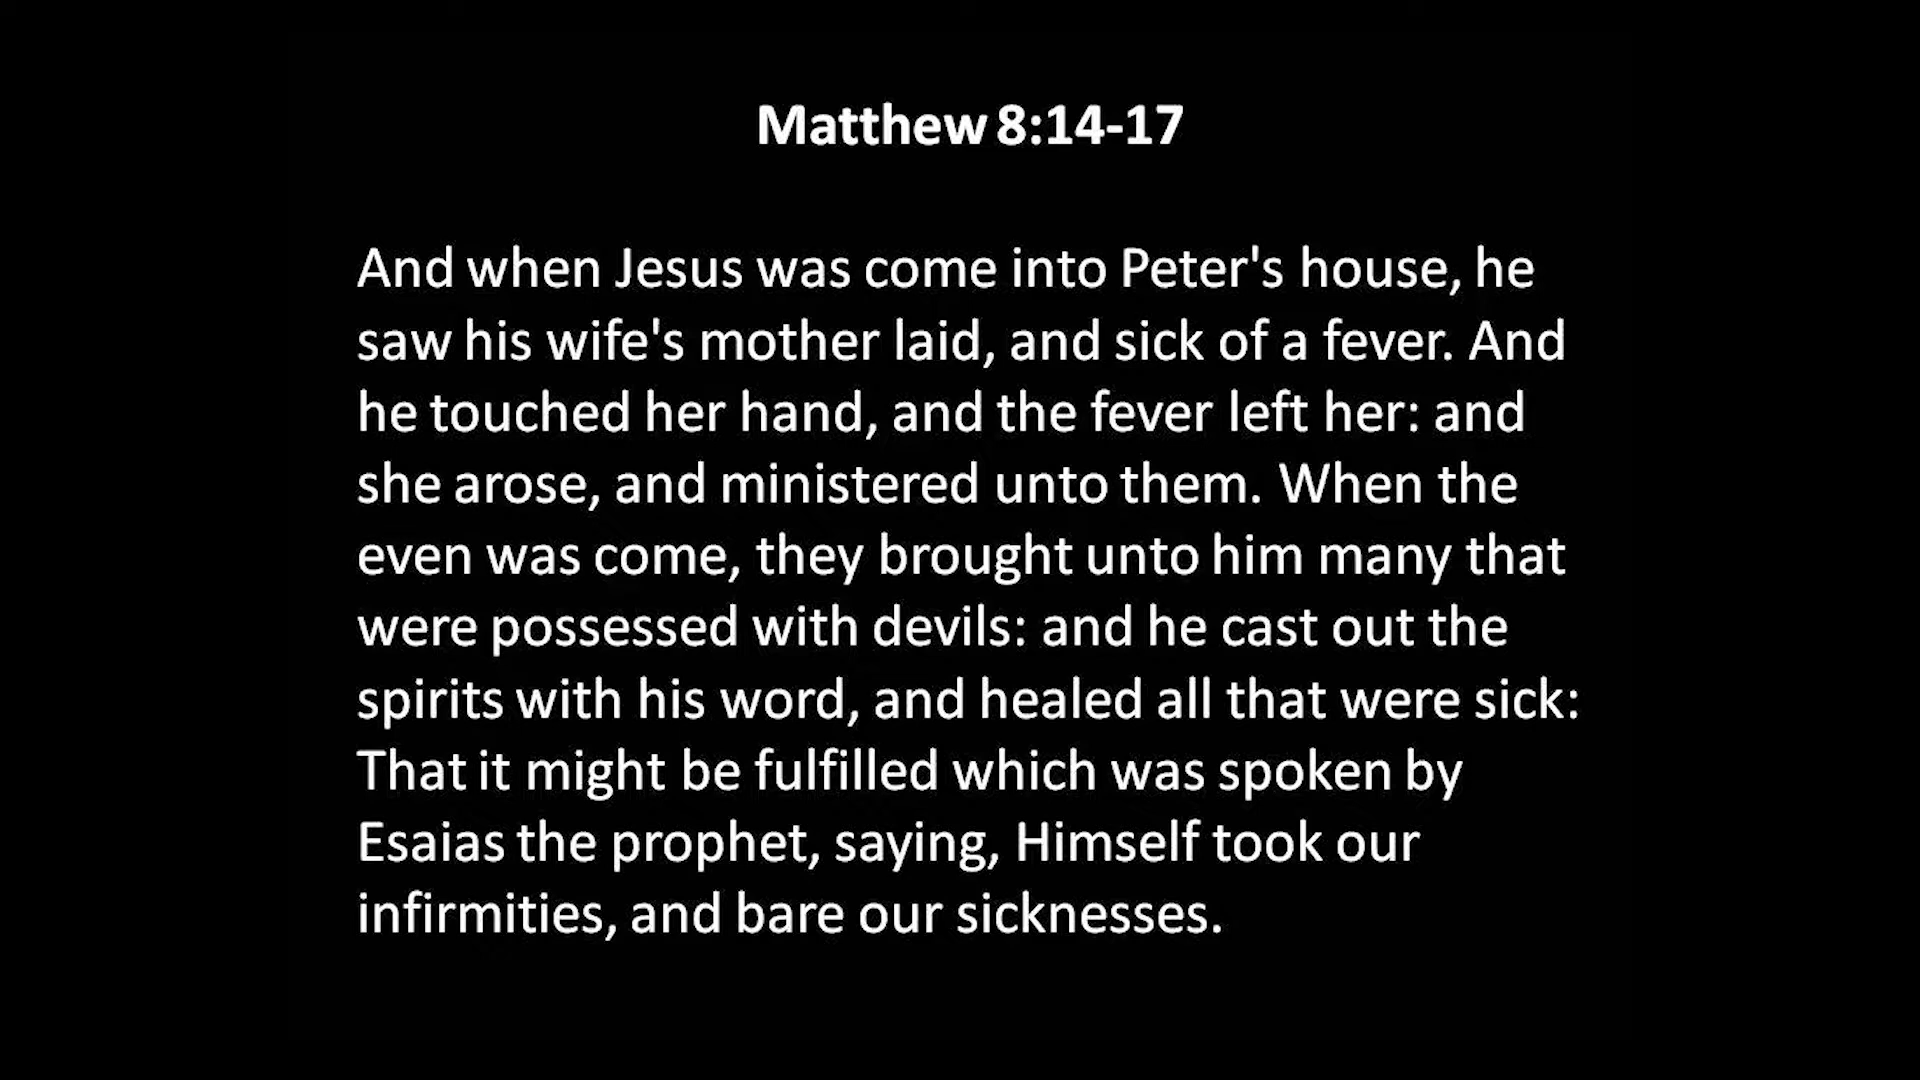 Matthew 8:14-17
And when Jesus was come into Peter's house, he
saw his wife's mother laid, and sick of a fever. And
he touched her hand, and the fever left her: and
she arose, and ministered unto them. When the
even was come, they brought unto him many that
were possessed with devils: and he cast out the
spirits with his word, and healed all that were sick:
That it might be fulfilled which was spoken by
Esaias the prophet, saying, Himself took our
infirmities, and bare our sicknesses.